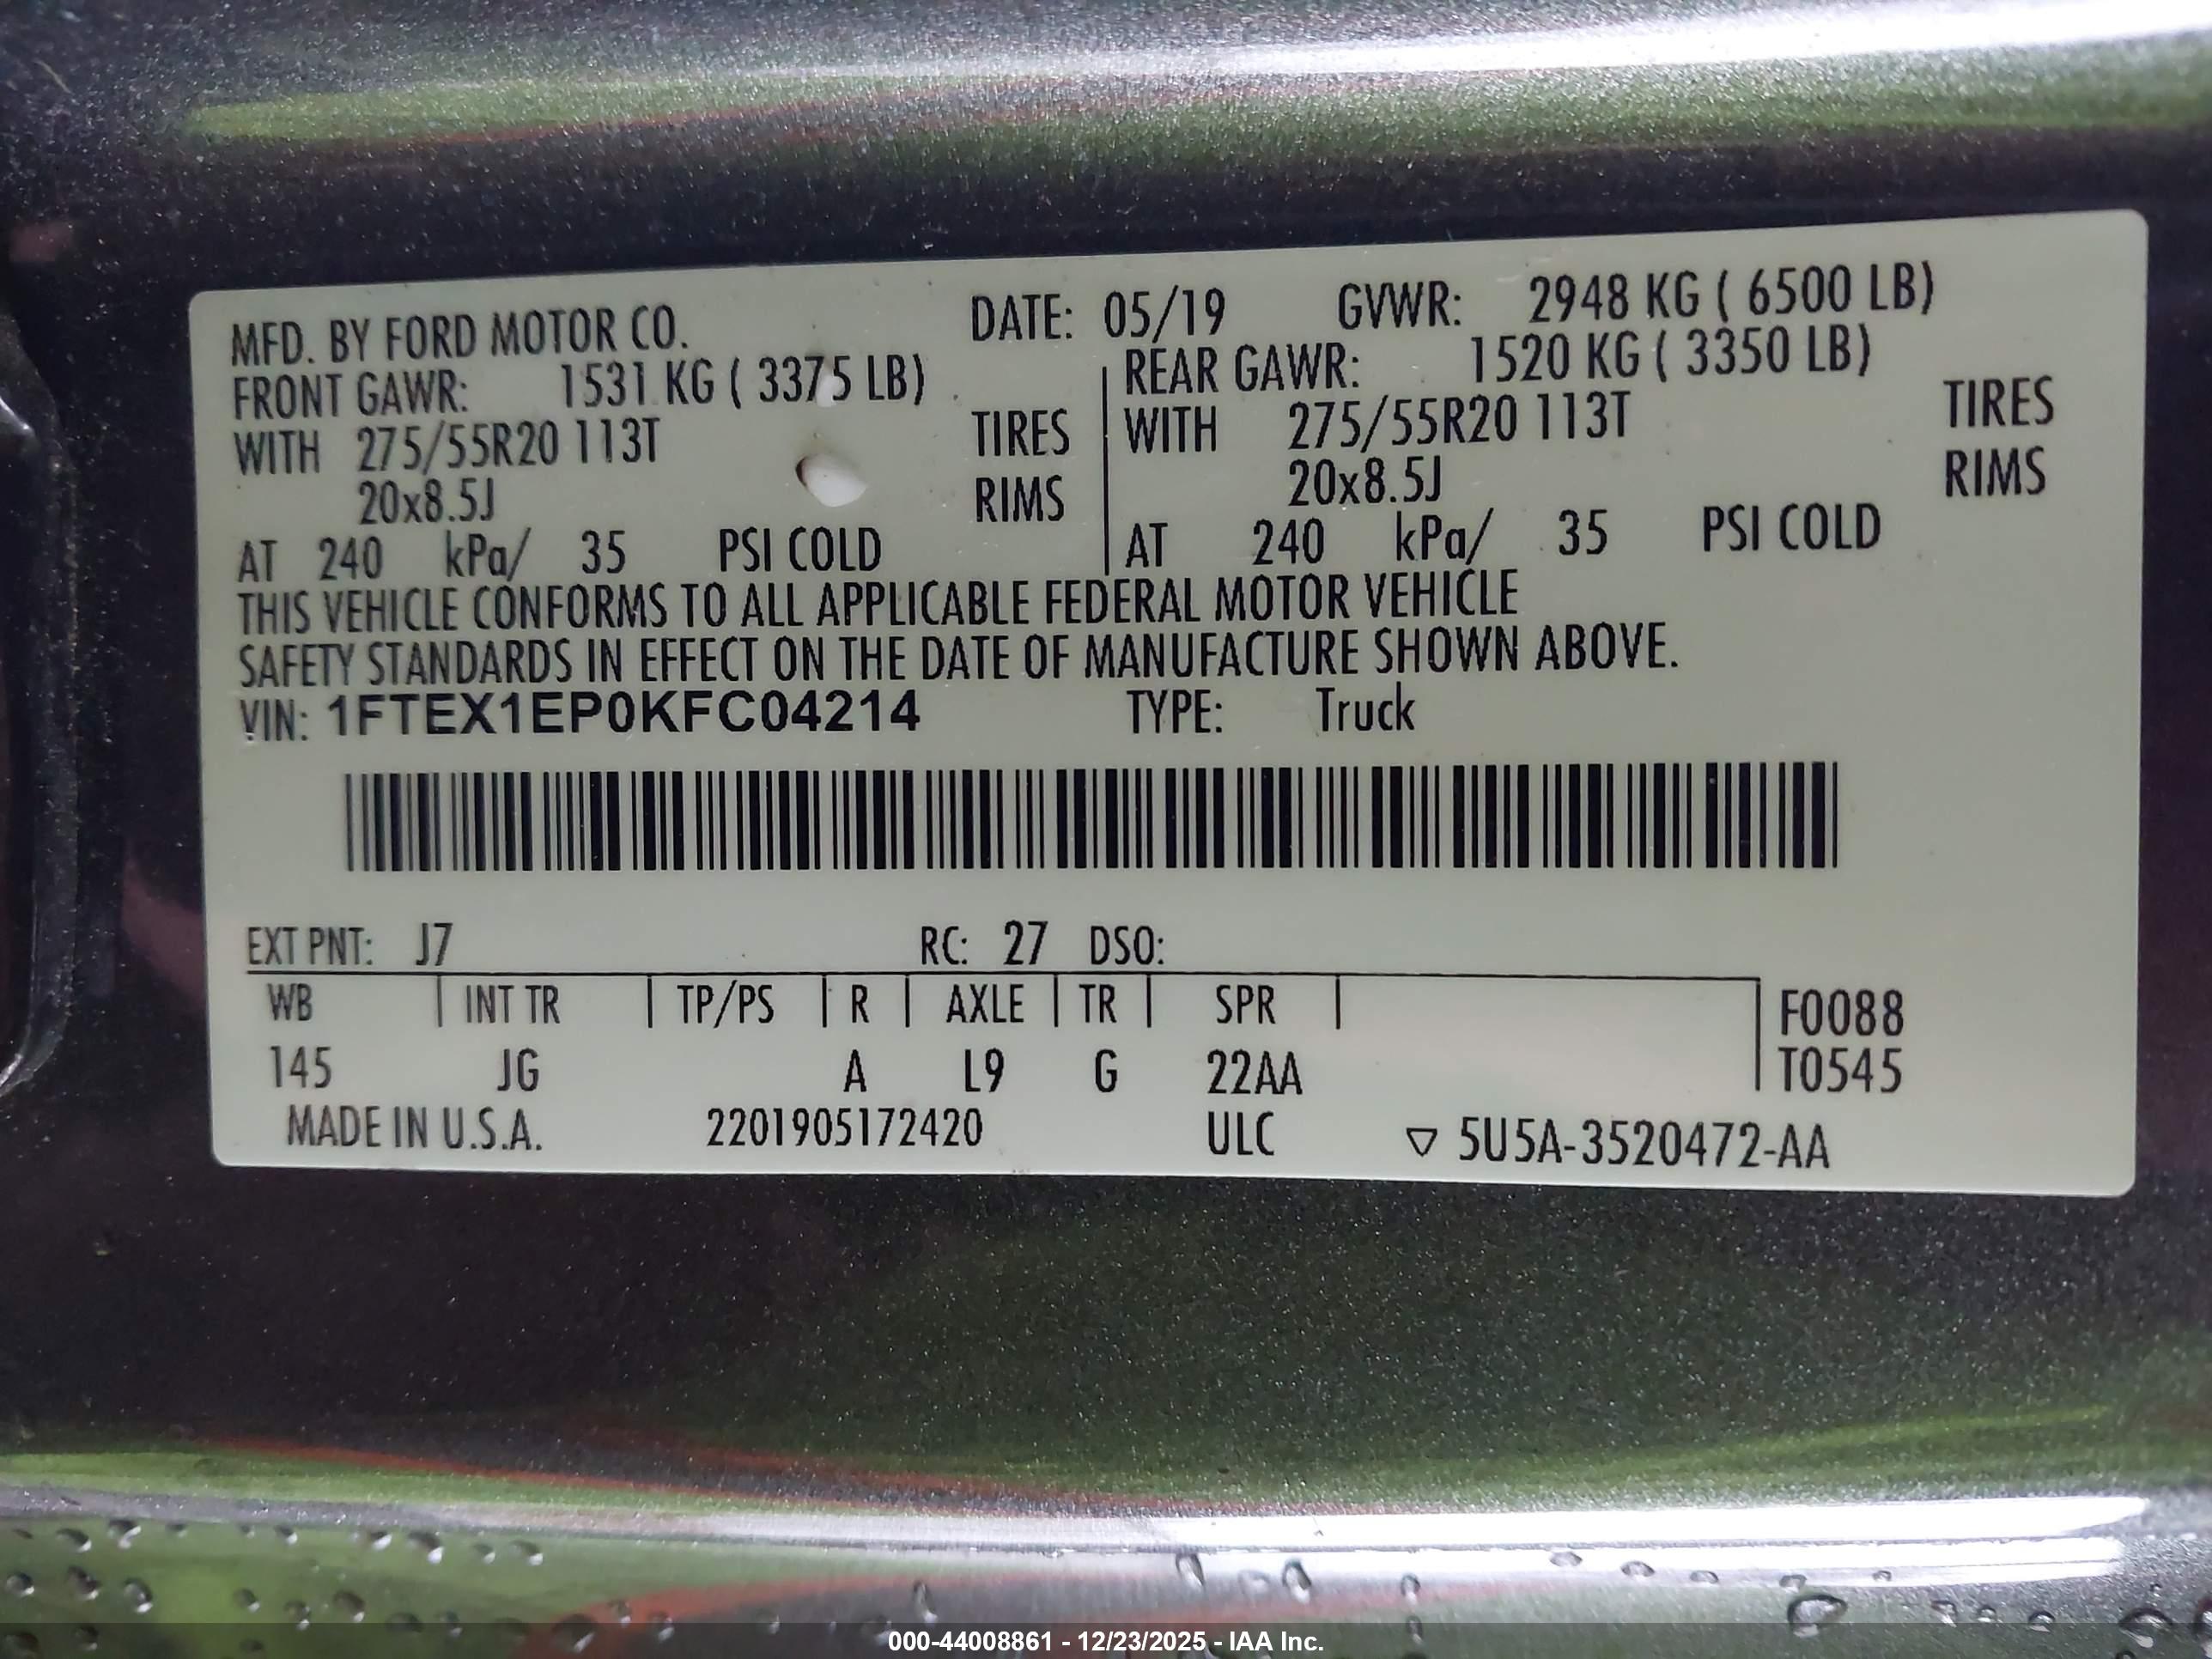 MFD. BY FORD MOTOR CO. DATE: 05/19 GVWR: 2948 KG ( 6500 LB)
FRONT GAWR: 1531 KG ( 3375 LB) REAR GAWR: 1520 KG ( 3350 LB)
WITH 275/55R20 113T TIRES WITH 275/55R20 113T TIRES
20x8.5J RIMS 20x8.5J RIMS
AT 240 kPa/ 35 PSI COLD AT 240 kPa/ 35 PSI COLD
THIS VEHICLE CONFORMS TO ALL APPLICABLE FEDERAL MOTOR VEHICLE
SAFETY STANDARDS IN EFFECT ON THE DATE OF MANUFACTURE SHOWN ABOVE.
VIN: 1FTEX1EP0KFC04214 TYPE: Truck
EXT PNT: J7 RC: 27 DSO:
WB INT TR TP/PS R AXLE TR SPR F0088
145 JG A L9 G 22AA T0545
MADE IN U.S.A. 2201905172420 ULC ▽ 5U5A-3520472-AA
000-44008861 - 12/23/2025 - IAA Inc.